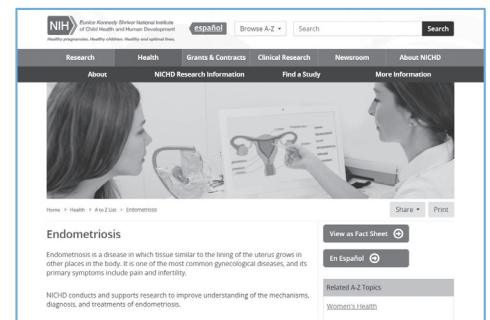 NIH Eunice Kennedy Shriver National Institute
of Child Health and Human Development
Healthy pregnancies. Healthy children. Healthy and optimal lives.
español
Browse A-Z
Search
Search
Research Health Grants & Contracts Clinical Research Newsroom About NICHD
About NICHD Research Information Find a Study More Information
Home > Health > A to Z List > Endometriosis
Share Print
Endometriosis
Endometriosis is a disease in which tissue similar to the lining of the uterus grows in
other places in the body. It is one of the most common gynecological diseases, and its
primary symptoms include pain and infertility.
NICHD conducts and supports research to improve understanding of the mechanisms,
diagnosis, and treatments of endometriosis.
View as Fact Sheet
En Español
Related A-Z Topics
Women's Health